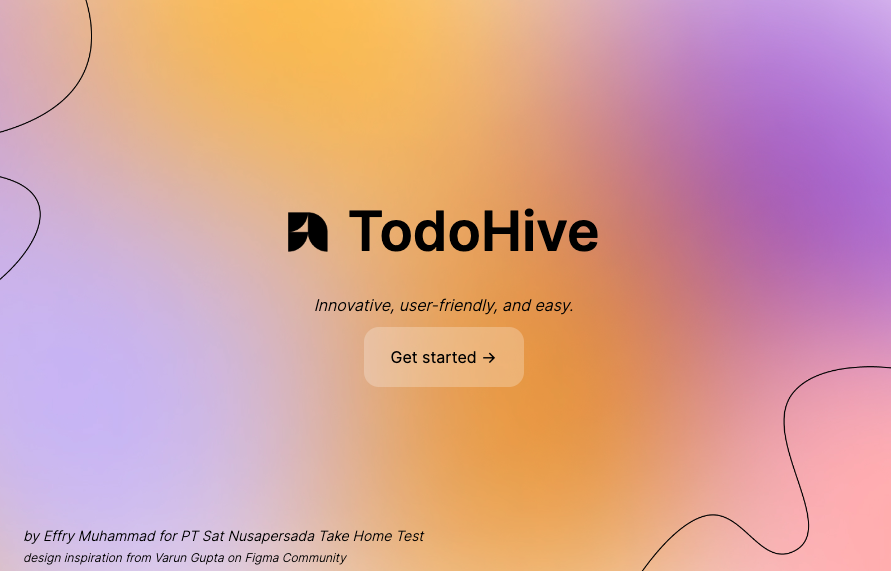 TodoHive
Innovative, user-friendly, and easy.
Get started →
by Effry Muhammad for PT Sat Nusapersada Take Home Test
design inspiration from Varun Gupta on Figma Community